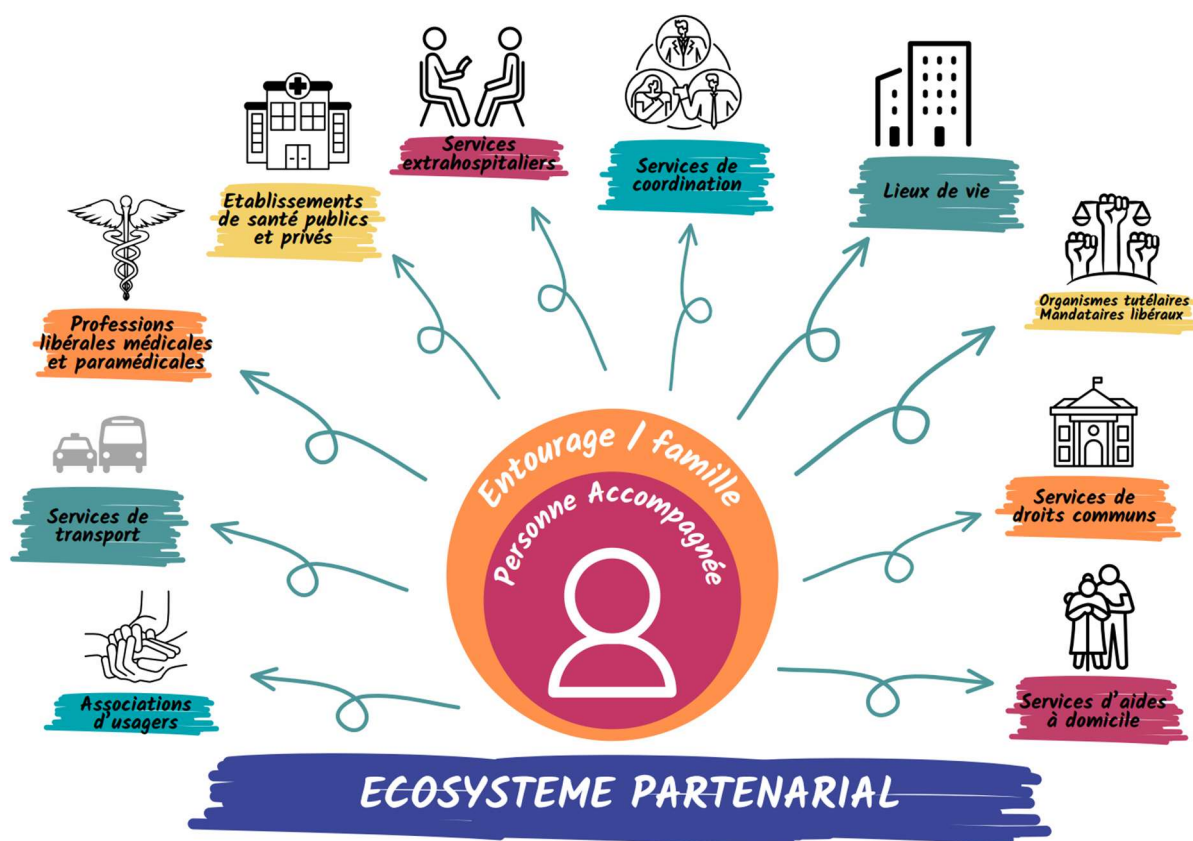 Services
extrahospitaliers
Services de
coordination
Lieux de vie
Etablissements
de santé publics
et privés
Organismes tutélaires
Mandataires libéraux
Professions
libérales médicales
et paramédicales
Services de
transport
Services de
droits communs
Associations
d'usagers
Services d'aides
à domicile
Entourage / famille
Personne Accompagnée
ECOSYSTEME PARTENARIAL